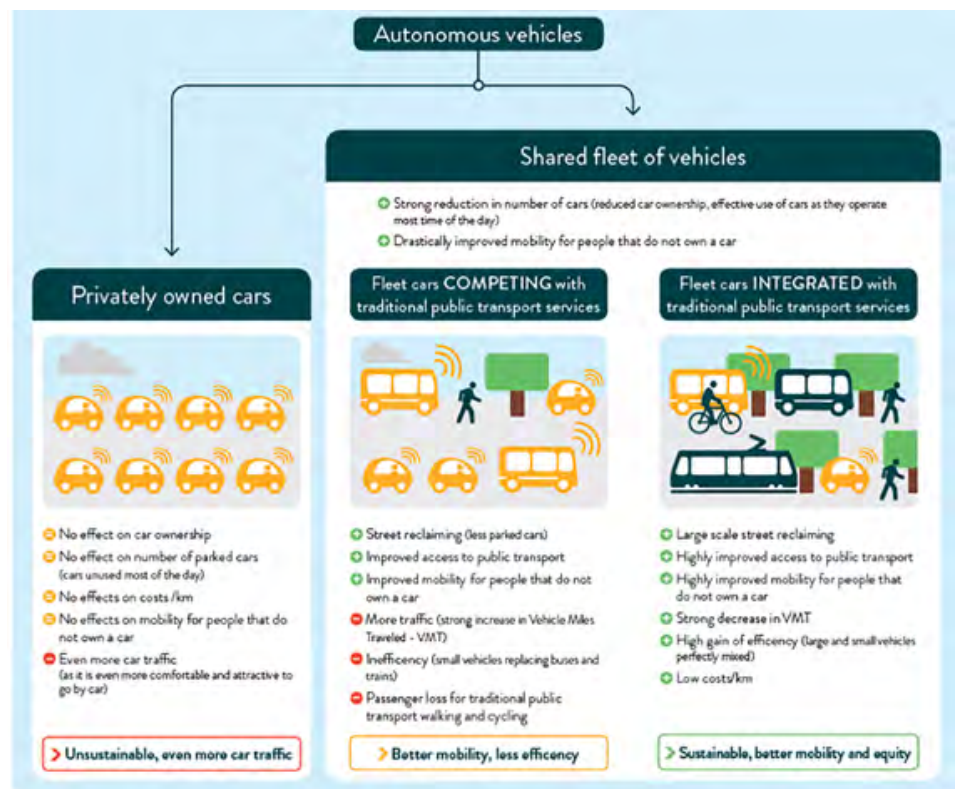 Autonomous vehicles
Shared fleet of vehicles
Strong reduction in number of cars (reduced car ownership, effective use of cars as they operate
most time of the day)
Drastically improved mobility for people that do not own a car
Privately owned cars
No effect on car ownership
No effect on number of parked cars
(cars unused most of the day)
No effects on costs/km
No effects on mobility for people that do
not own a car
Even more car traffic
(as it is even more comfortable and attractive to
go by car)
Unsustainable, even more car traffic
Fleet cars COMPETING with
traditional public transport services
Street reclaiming (less parked cars)
Improved access to public transport
Improved mobility for people that do not
own a car
More traffic (strong increase in Vehicle Miles
Traveled - VMT)
Inefficency (small vehicles replacing buses and
trains)
Passenger loss for traditional public
transport walking and cycling
Better mobility, less efficency
Fleet cars INTEGRATED with
traditional public transport services
Large scale street reclaiming
Highly improved access to public transport
Highly improved mobility for people that
do not own a car
Strong decrease in VMT
High gain of efficency (large and small vehicles
perfectly mixed)
Low costs/km
Sustainable, better mobility and equity